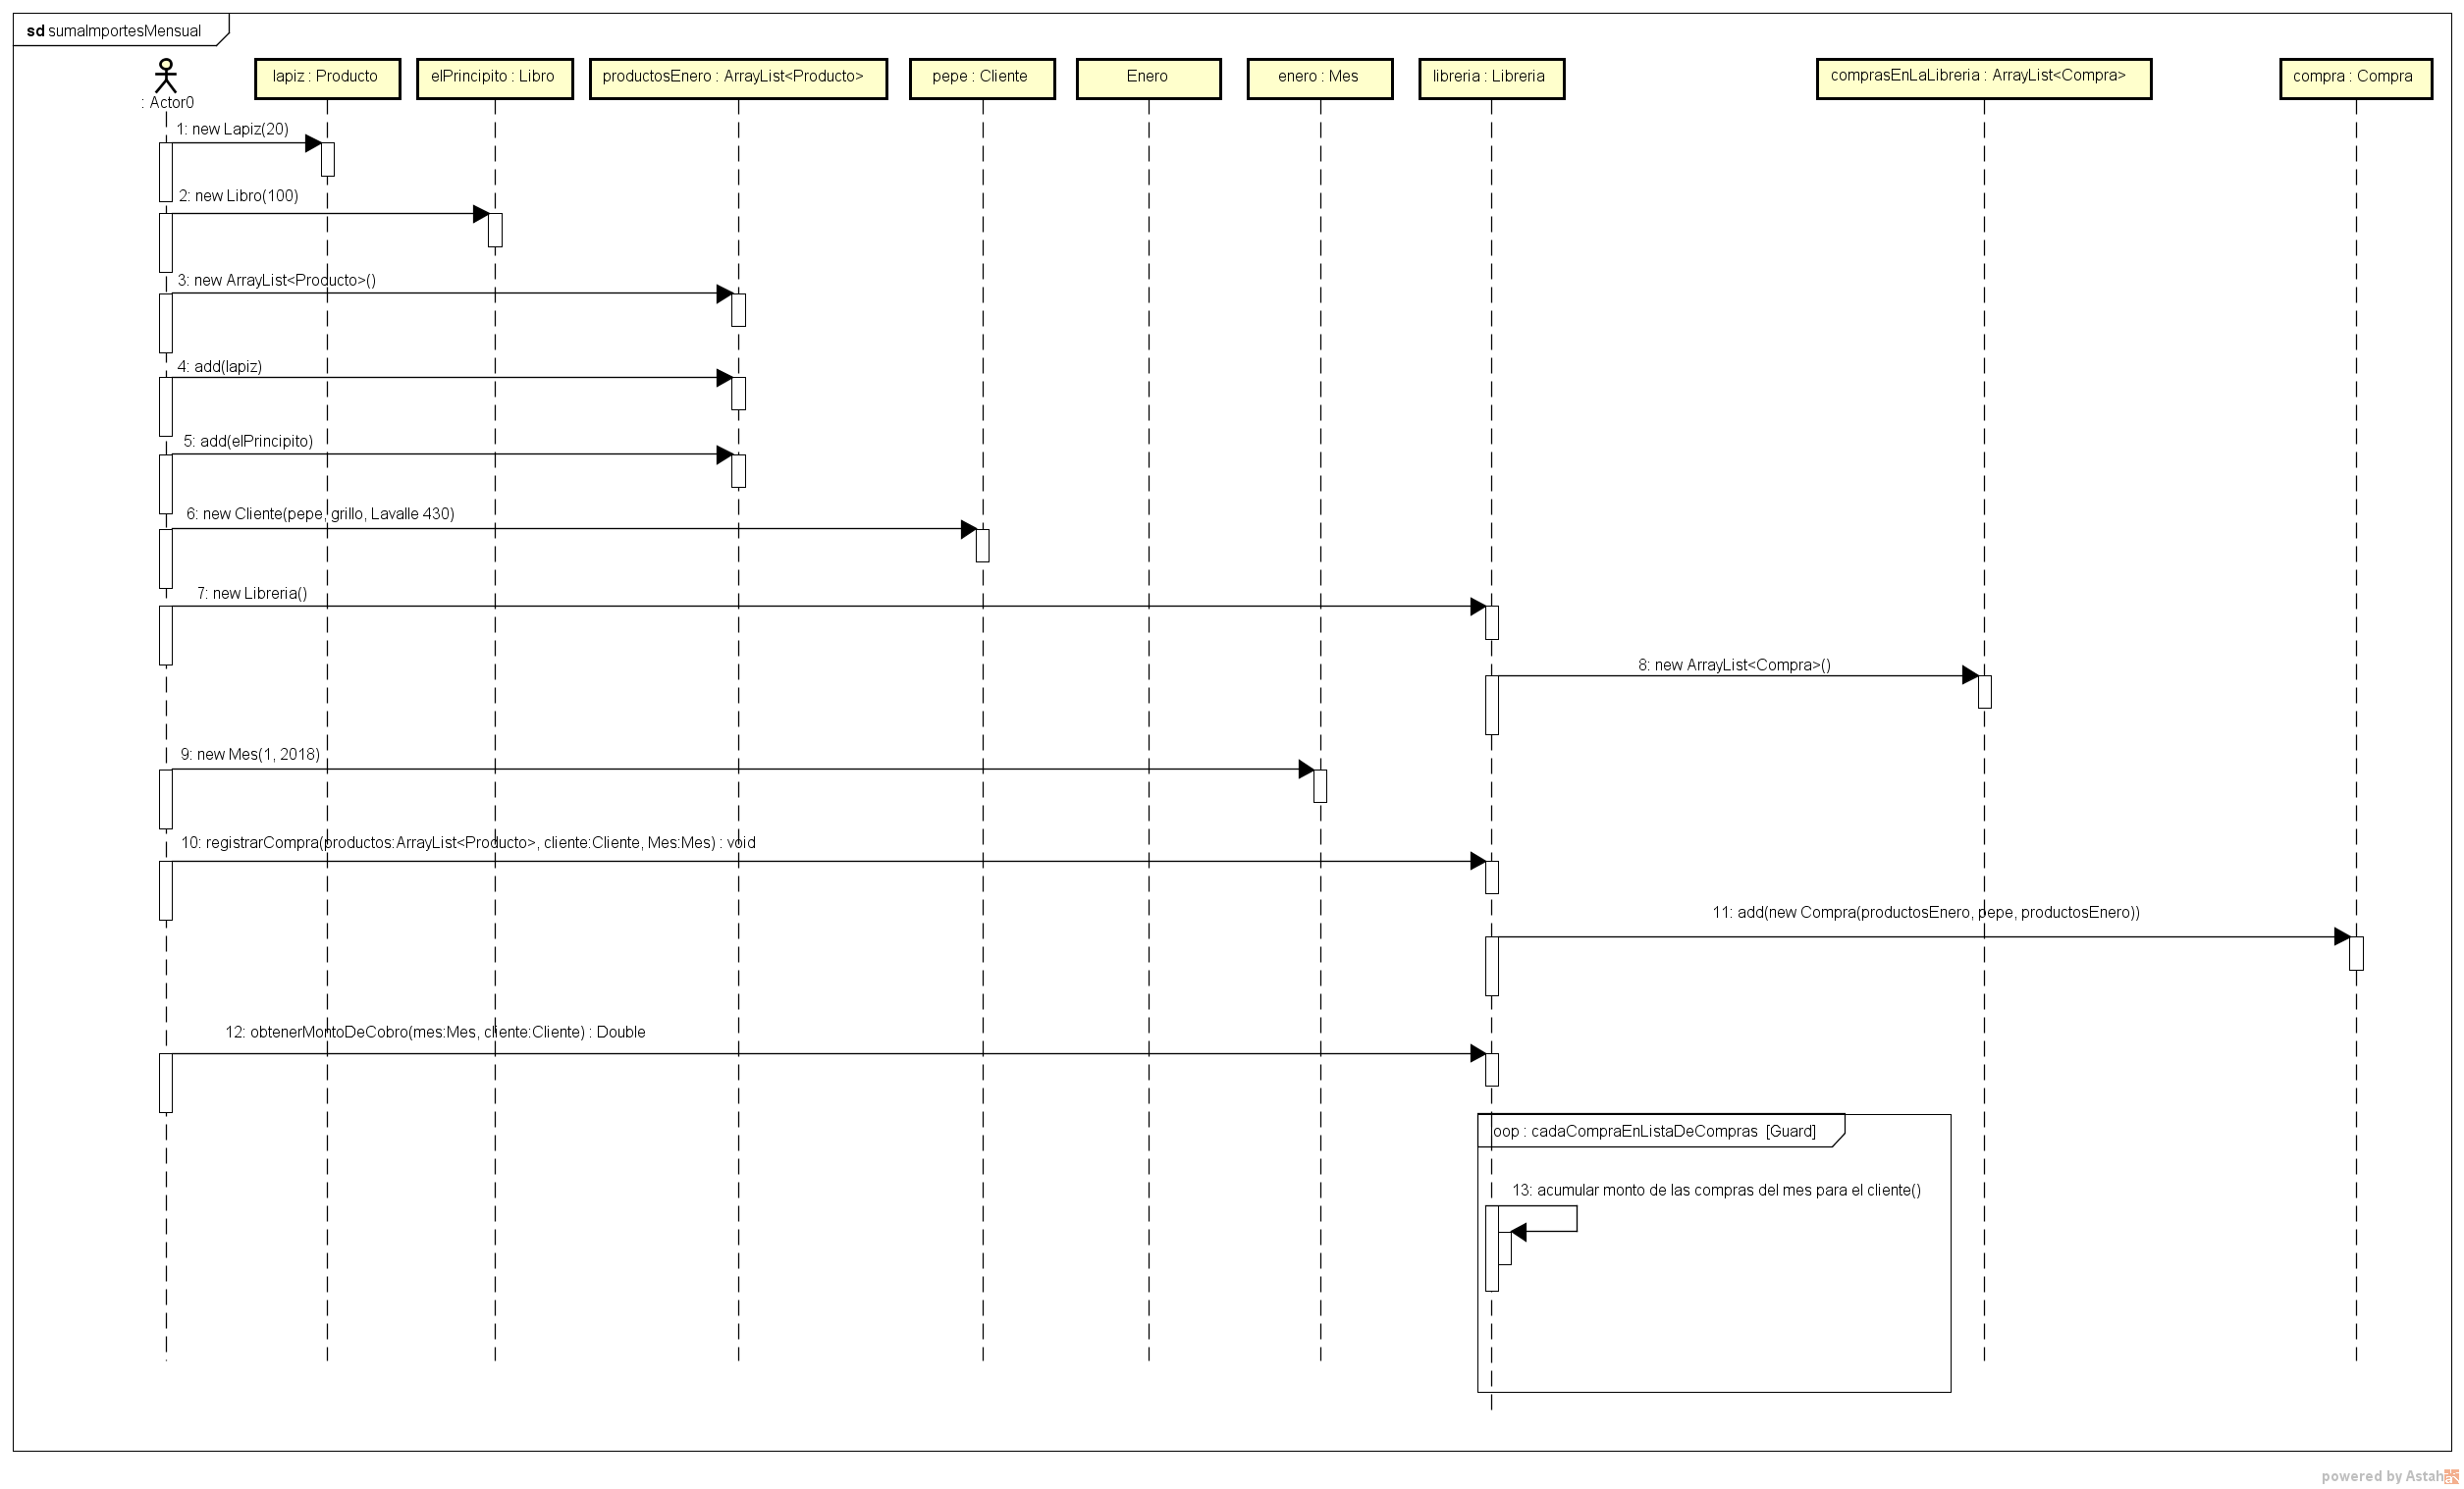 sd sumaImportesMensual
: Actor0
lapiz : Producto
elPrincipito : Libro
productosEnero : ArrayList<Producto>
pepe : Cliente
Enero
enero : Mes
libreria : Libreria
comprasEnLaLibreria : ArrayList<Compra>
compra : Compra
1: new Lapiz(20)
2: new Libro(100)
3: new ArrayList<Producto>()
4: add(lapiz)
5: add(elPrincipito)
6: new Cliente(pepe, grillo, Lavalle 430)
7: new Libreria()
8: new ArrayList<Compra>()
9: new Mes(1, 2018)
10: registrarCompra(productos:ArrayList<Producto>, cliente:Cliente, Mes:Mes) : void
11: add(new Compra(productosEnero, pepe, productosEnero))
12: obtenerMontoDeCobro(mes:Mes, cliente:Cliente) : Double
loop : cadaCompraEnListaDeCompras [Guard]
13: acumular monto de las compras del mes para el cliente()
powered by Astah